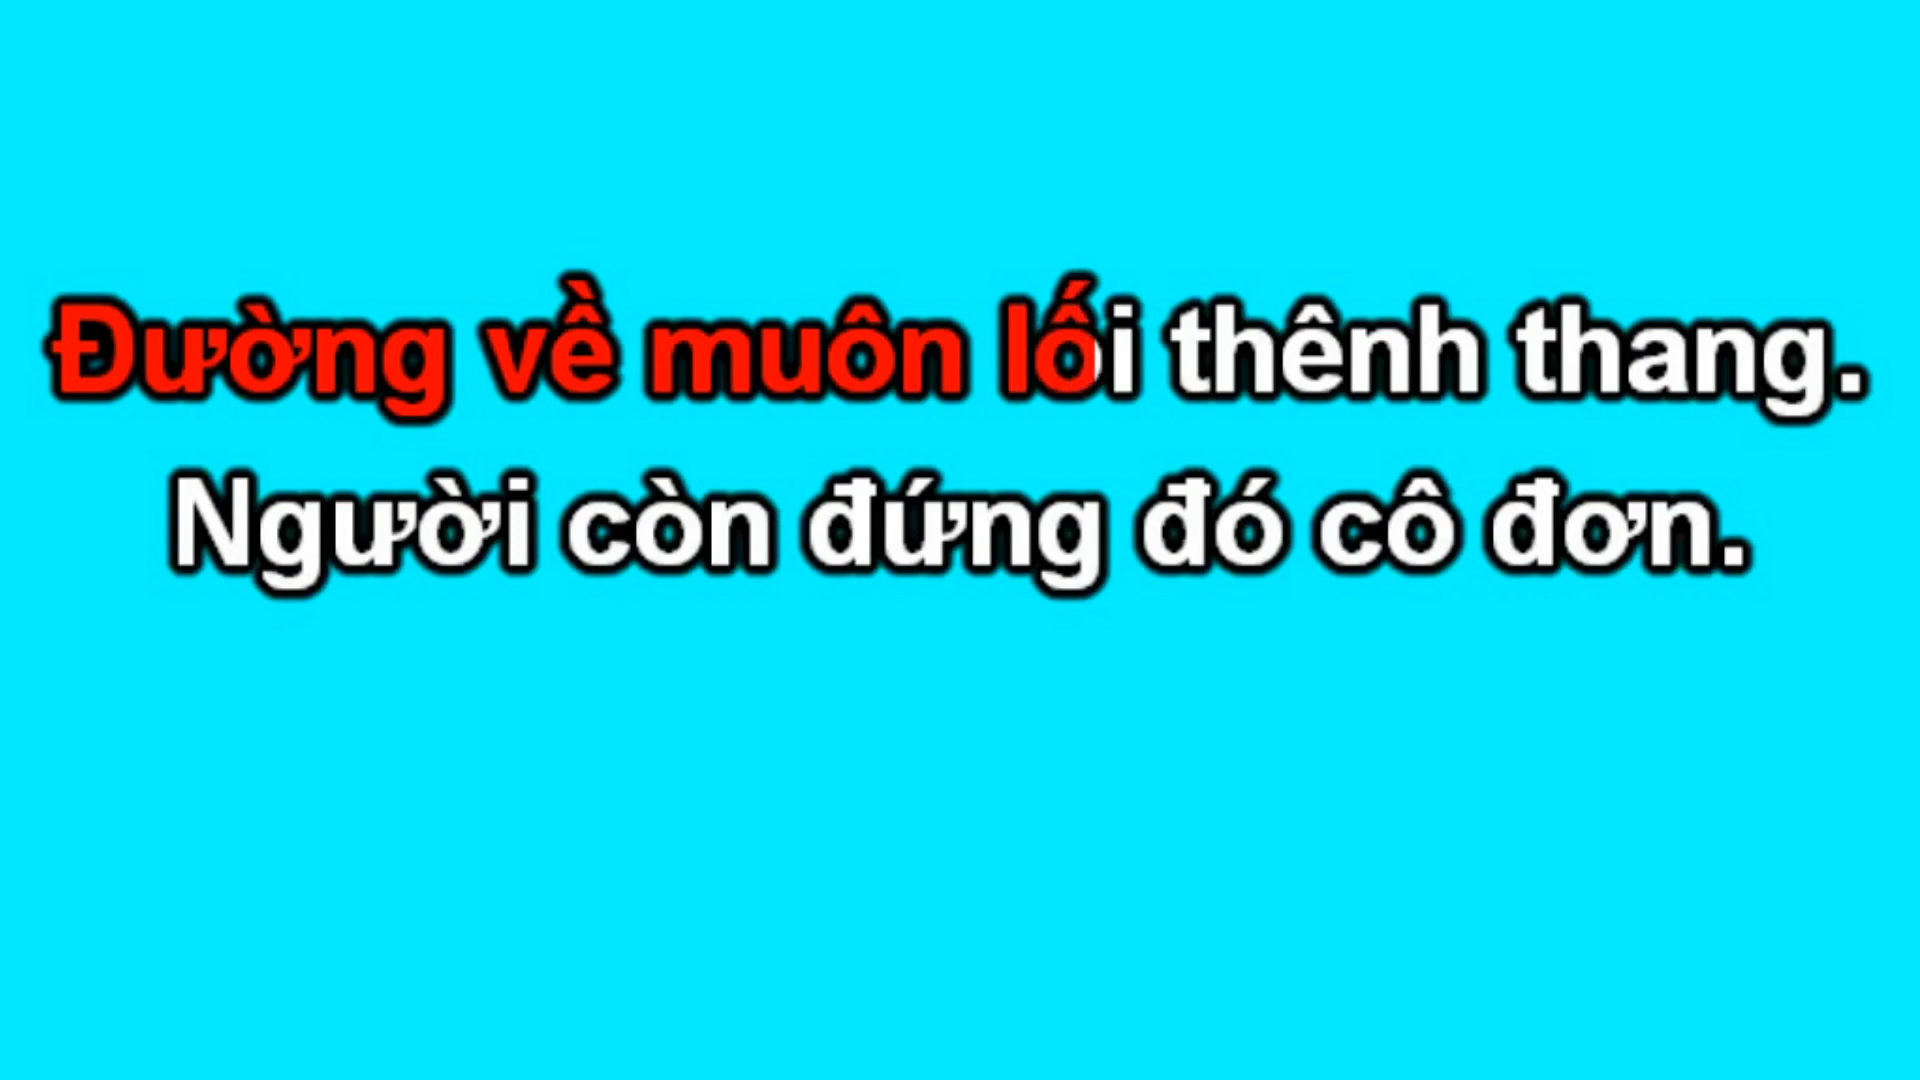 Đường về muôn lối thênh thang.
Người còn đứng đó cô đơn.